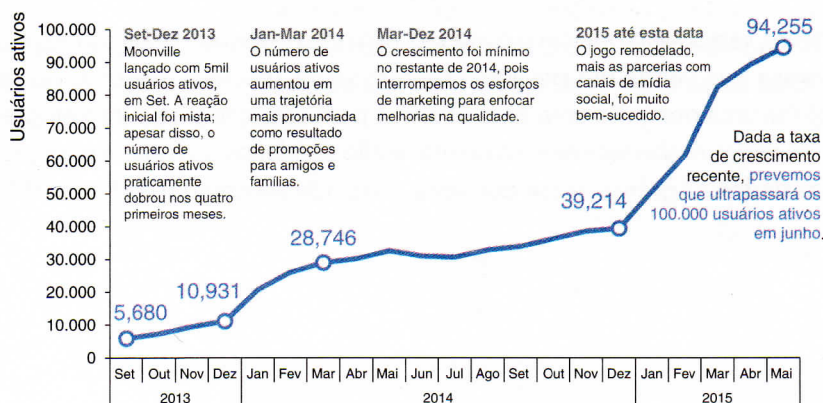 Usuários ativos
100.000
90.000
80.000
70.000
60.000
50.000
40.000
30.000
20.000
10.000
0
Set-Dez 2013
Moonville
lançado com 5mil
usuários ativos,
em Set. A reação
inicial foi mista;
apesar disso, o
número de
usuários ativos
praticamente
dobrou nos quatro
primeiros meses.
Jan-Mar 2014
O número de
usuários ativos
aumentou em
uma trajetória
mais pronunciada
como resultado
de promoções
para amigos e
famílias.
Mar-Dez 2014
O crescimento foi mínimo
no restante de 2014, pois
interrompemos os esforços
de marketing para enfocar
melhorias na qualidade.
2015 até esta data
O jogo remodelado,
mais as parcerias com
canais de mídia
social, foi muito
bem-sucedido.
94,255
Dada a taxa
de crescimento
recente, prevemos
que ultrapassará os
100.000 usuários ativos
em junho.
5,680
10,931
28,746
39,214
Set Out Nov Dez Jan Fev Mar Abr Mai Jun Jul Ago Set Out Nov Dez Jan Fev Mar Abr Mai
2013 2014 2015